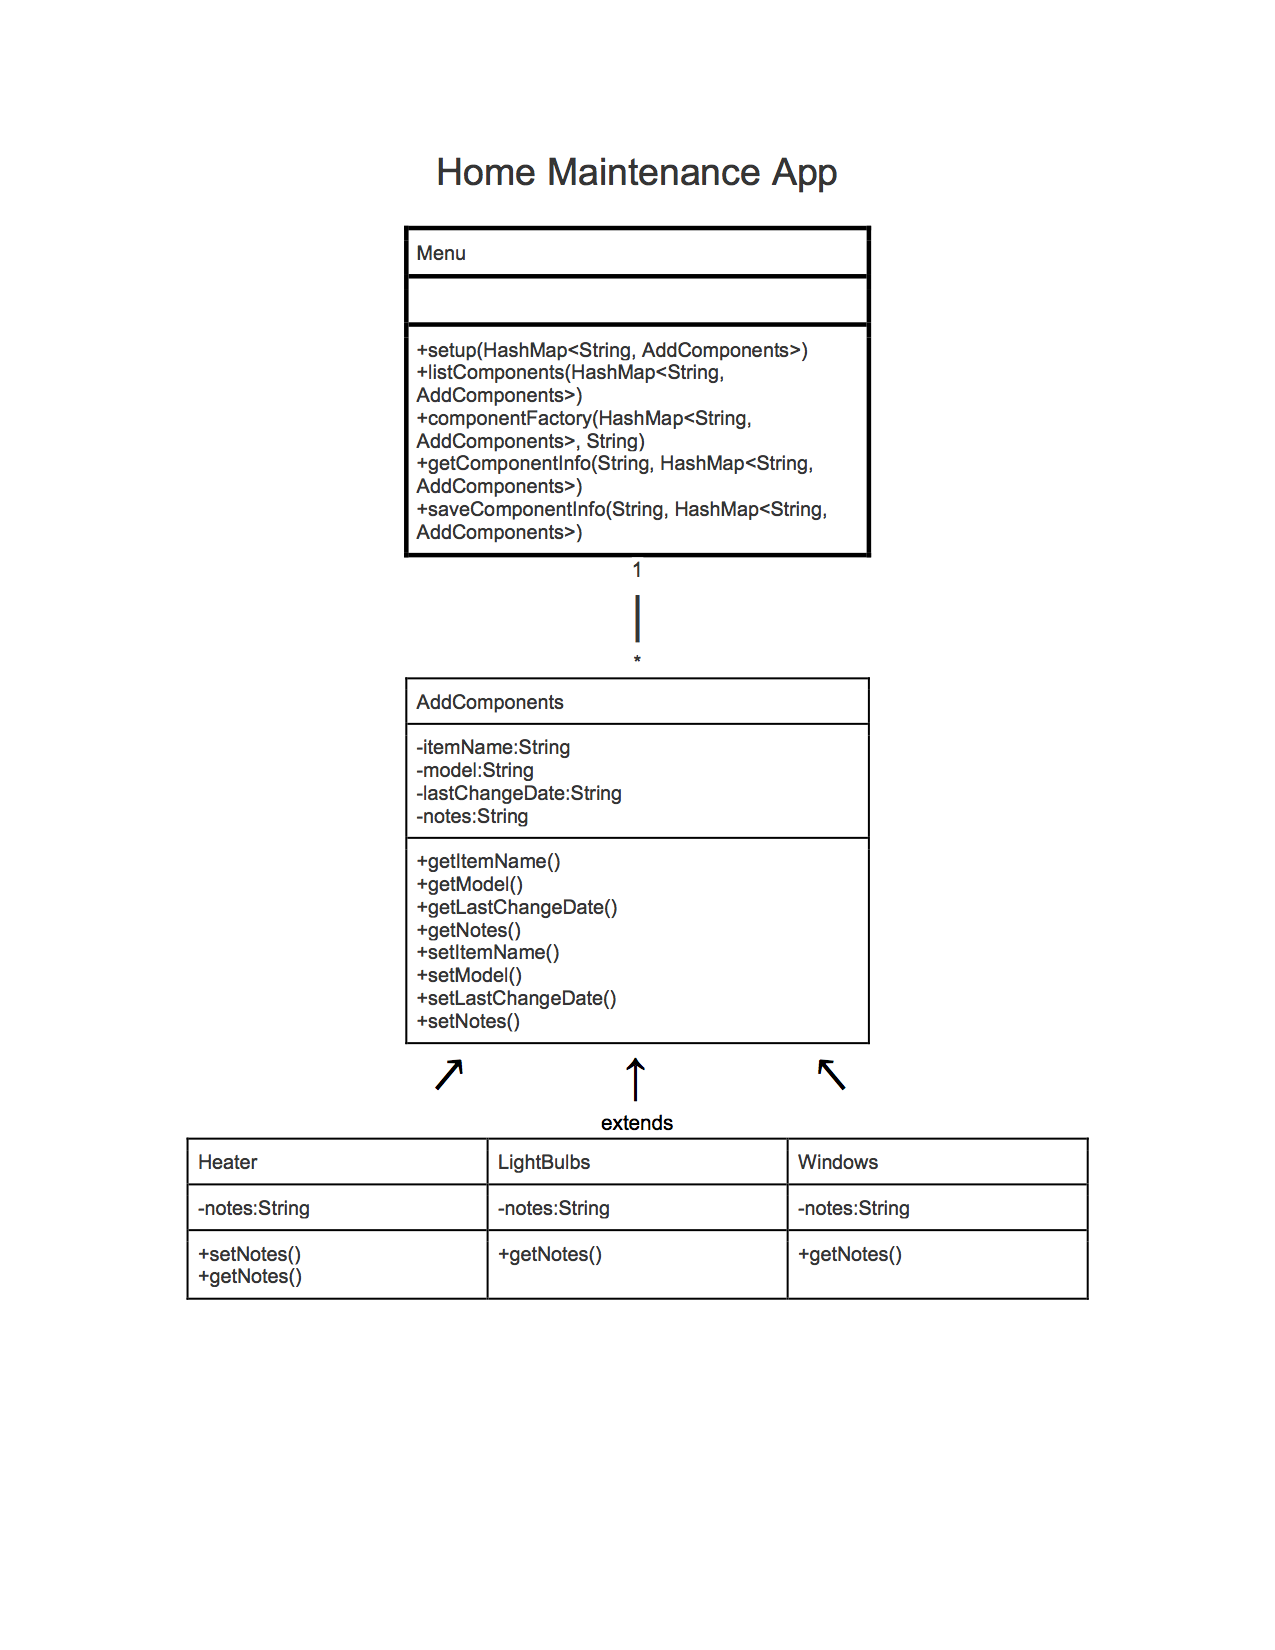 Home Maintenance App
Menu
+setup(HashMap<String, AddComponents>)
+listComponents(HashMap<String,
AddComponents>)
+componentFactory(HashMap<String,
AddComponents>, String)
+getComponentInfo(String, HashMap<String,
AddComponents>)
+saveComponentInfo(String, HashMap<String,
AddComponents>)
1
*
AddComponents
-itemName:String
-model:String
-lastChangeDate:String
-notes:String
+getItemName()
+getModel()
+getLastChangeDate()
+getNotes()
+setItemName()
+setModel()
+setLastChangeDate()
+setNotes()
extends
Heater
-notes:String
+setNotes()
+getNotes()
LightBulbs
-notes:String
+getNotes()
Windows
-notes:String
+getNotes()